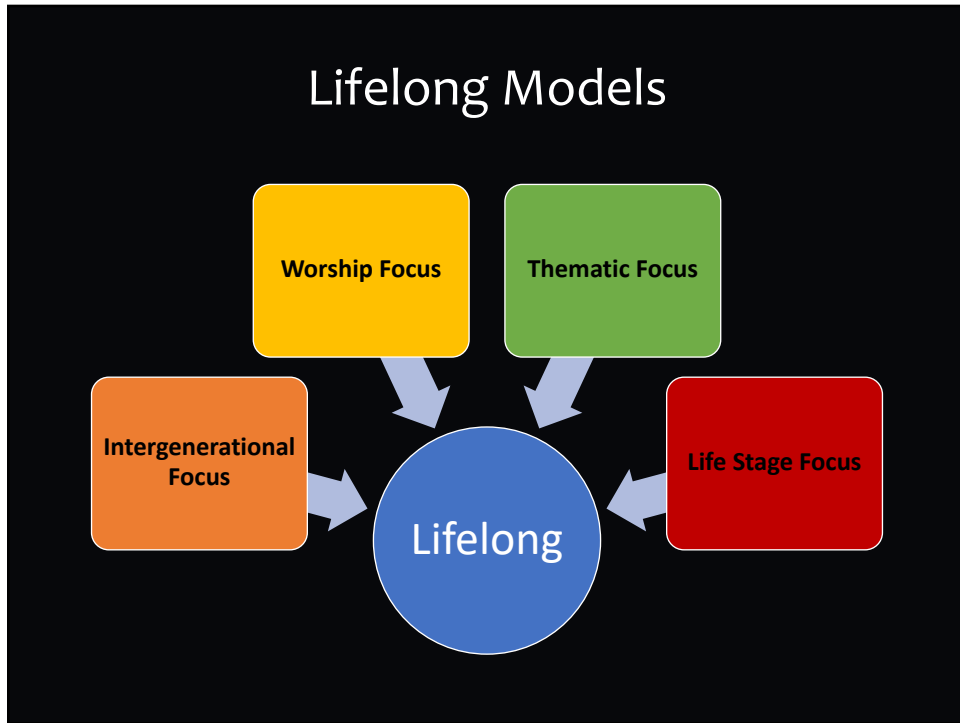 Lifelong Models
Worship Focus
Thematic Focus
Intergenerational
Focus
Life Stage Focus
Lifelong